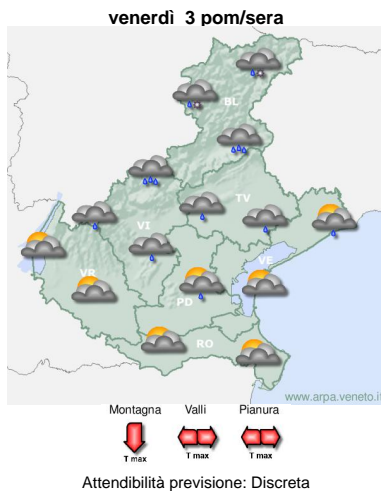 venerdì 3 pom/sera
BL
TV
VI
VE
VR
PD
RO
www.arpa.veneto.it
Montagna Valli Pianura
T max T max T max
Attendibilità previsione: Discreta